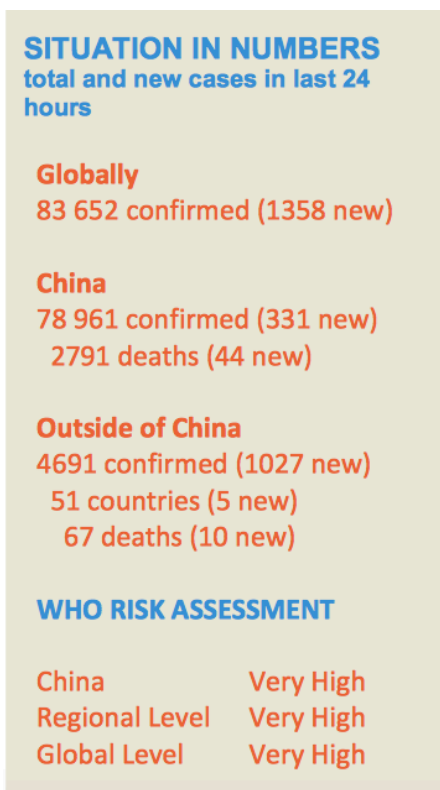 SITUATION IN NUMBERS
total and new cases in last 24
hours
Globally
83 652 confirmed (1358 new)
China
78 961 confirmed (331 new)
2791 deaths (44 new)
Outside of China
4691 confirmed (1027 new)
51 countries (5 new)
67 deaths (10 new)
WHO RISK ASSESSMENT
China Very High
Regional Level Very High
Global Level Very High